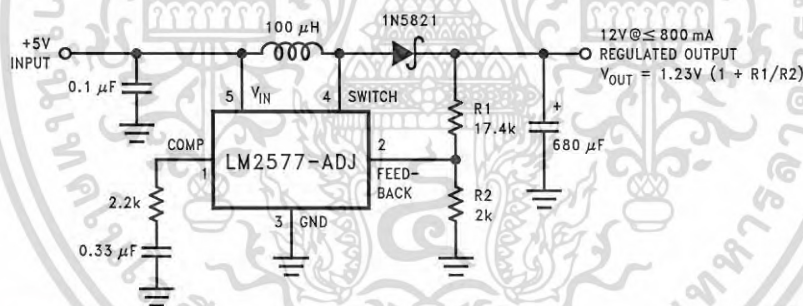 100 μH
1N5821
+5V
INPUT
12V@≤ 800 mA
REGULATED OUTPUT
VOUT = 1.23V (1 + R1/R2)
0.1 μF
5
VIN
4
SWITCH
R1
17.4k
+
680 μF
COMP
1
LM2577-ADJ
2
FEED-
BACK
R2
2k
2.2k
3
GND
0.33 μF